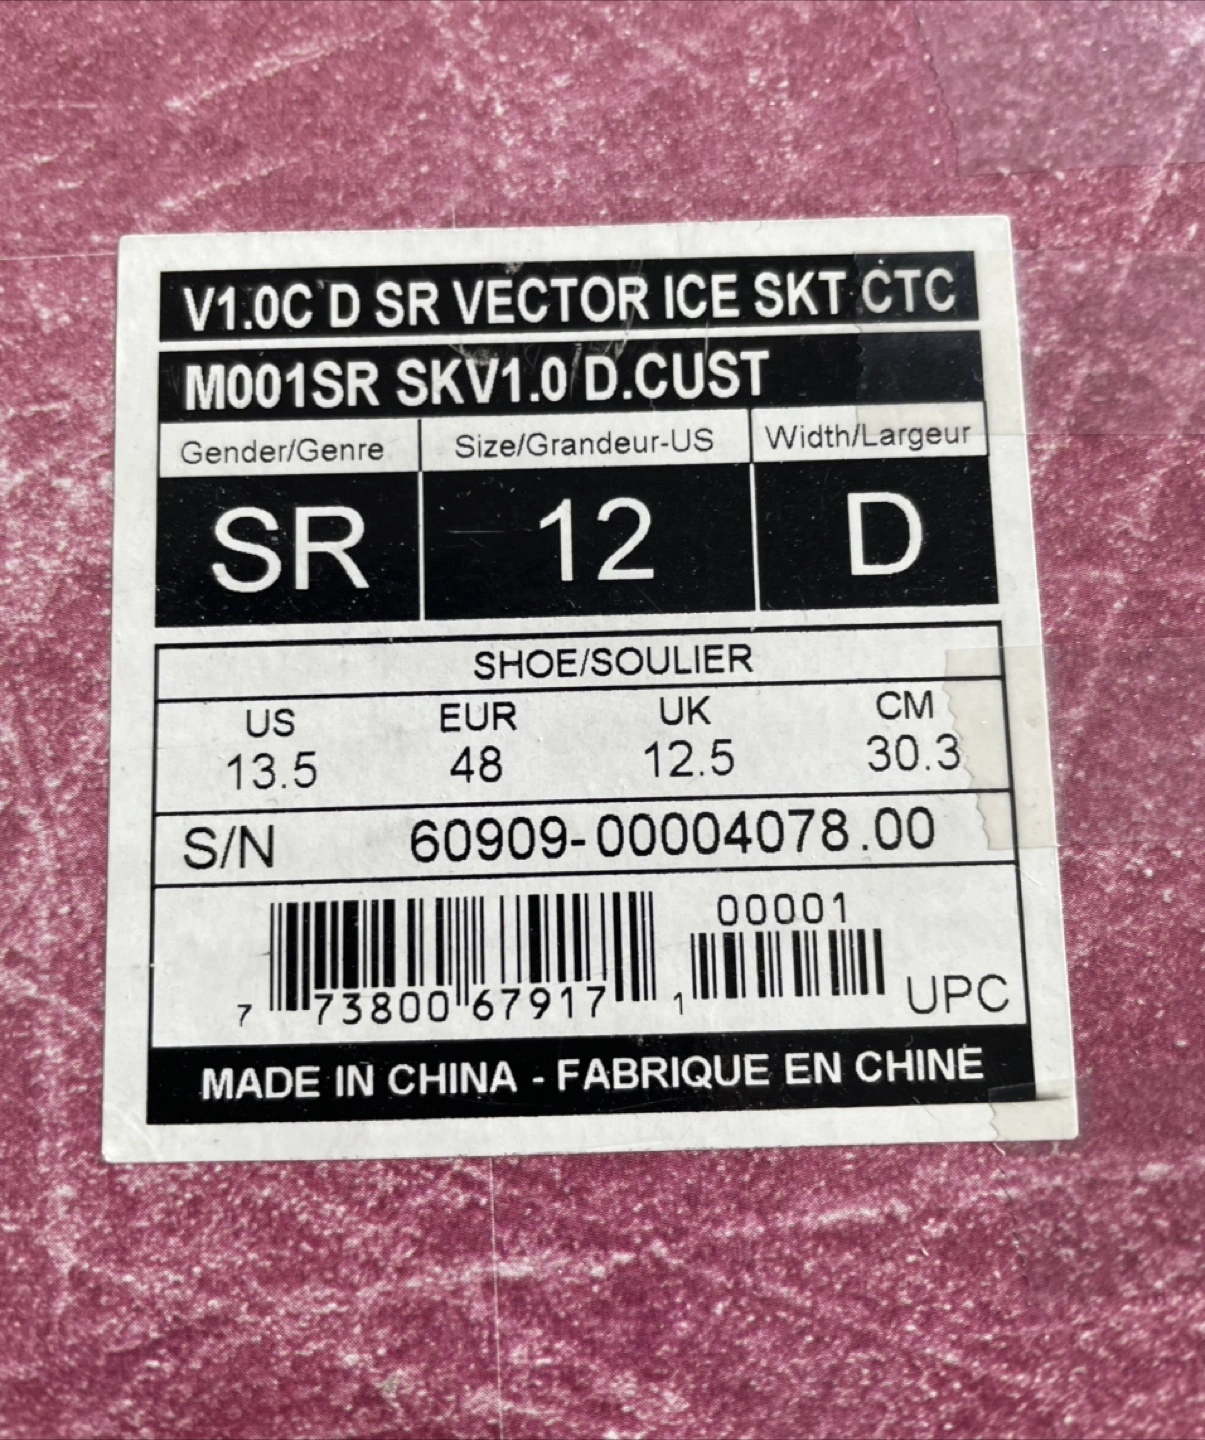 V1.0C D SR VECTOR ICE SKT CTC
M001SR SKV1.0 D.CUST
Gender/Genre Size/Grandeur-US Width/Largeur
SR 12 D
SHOE/SOULIER
US EUR UK CM
13.5 48 12.5 30.3
S/N 60909-00004078.00
00001
7 73800 67917 1 UPC
MADE IN CHINA - FABRIQUE EN CHINE